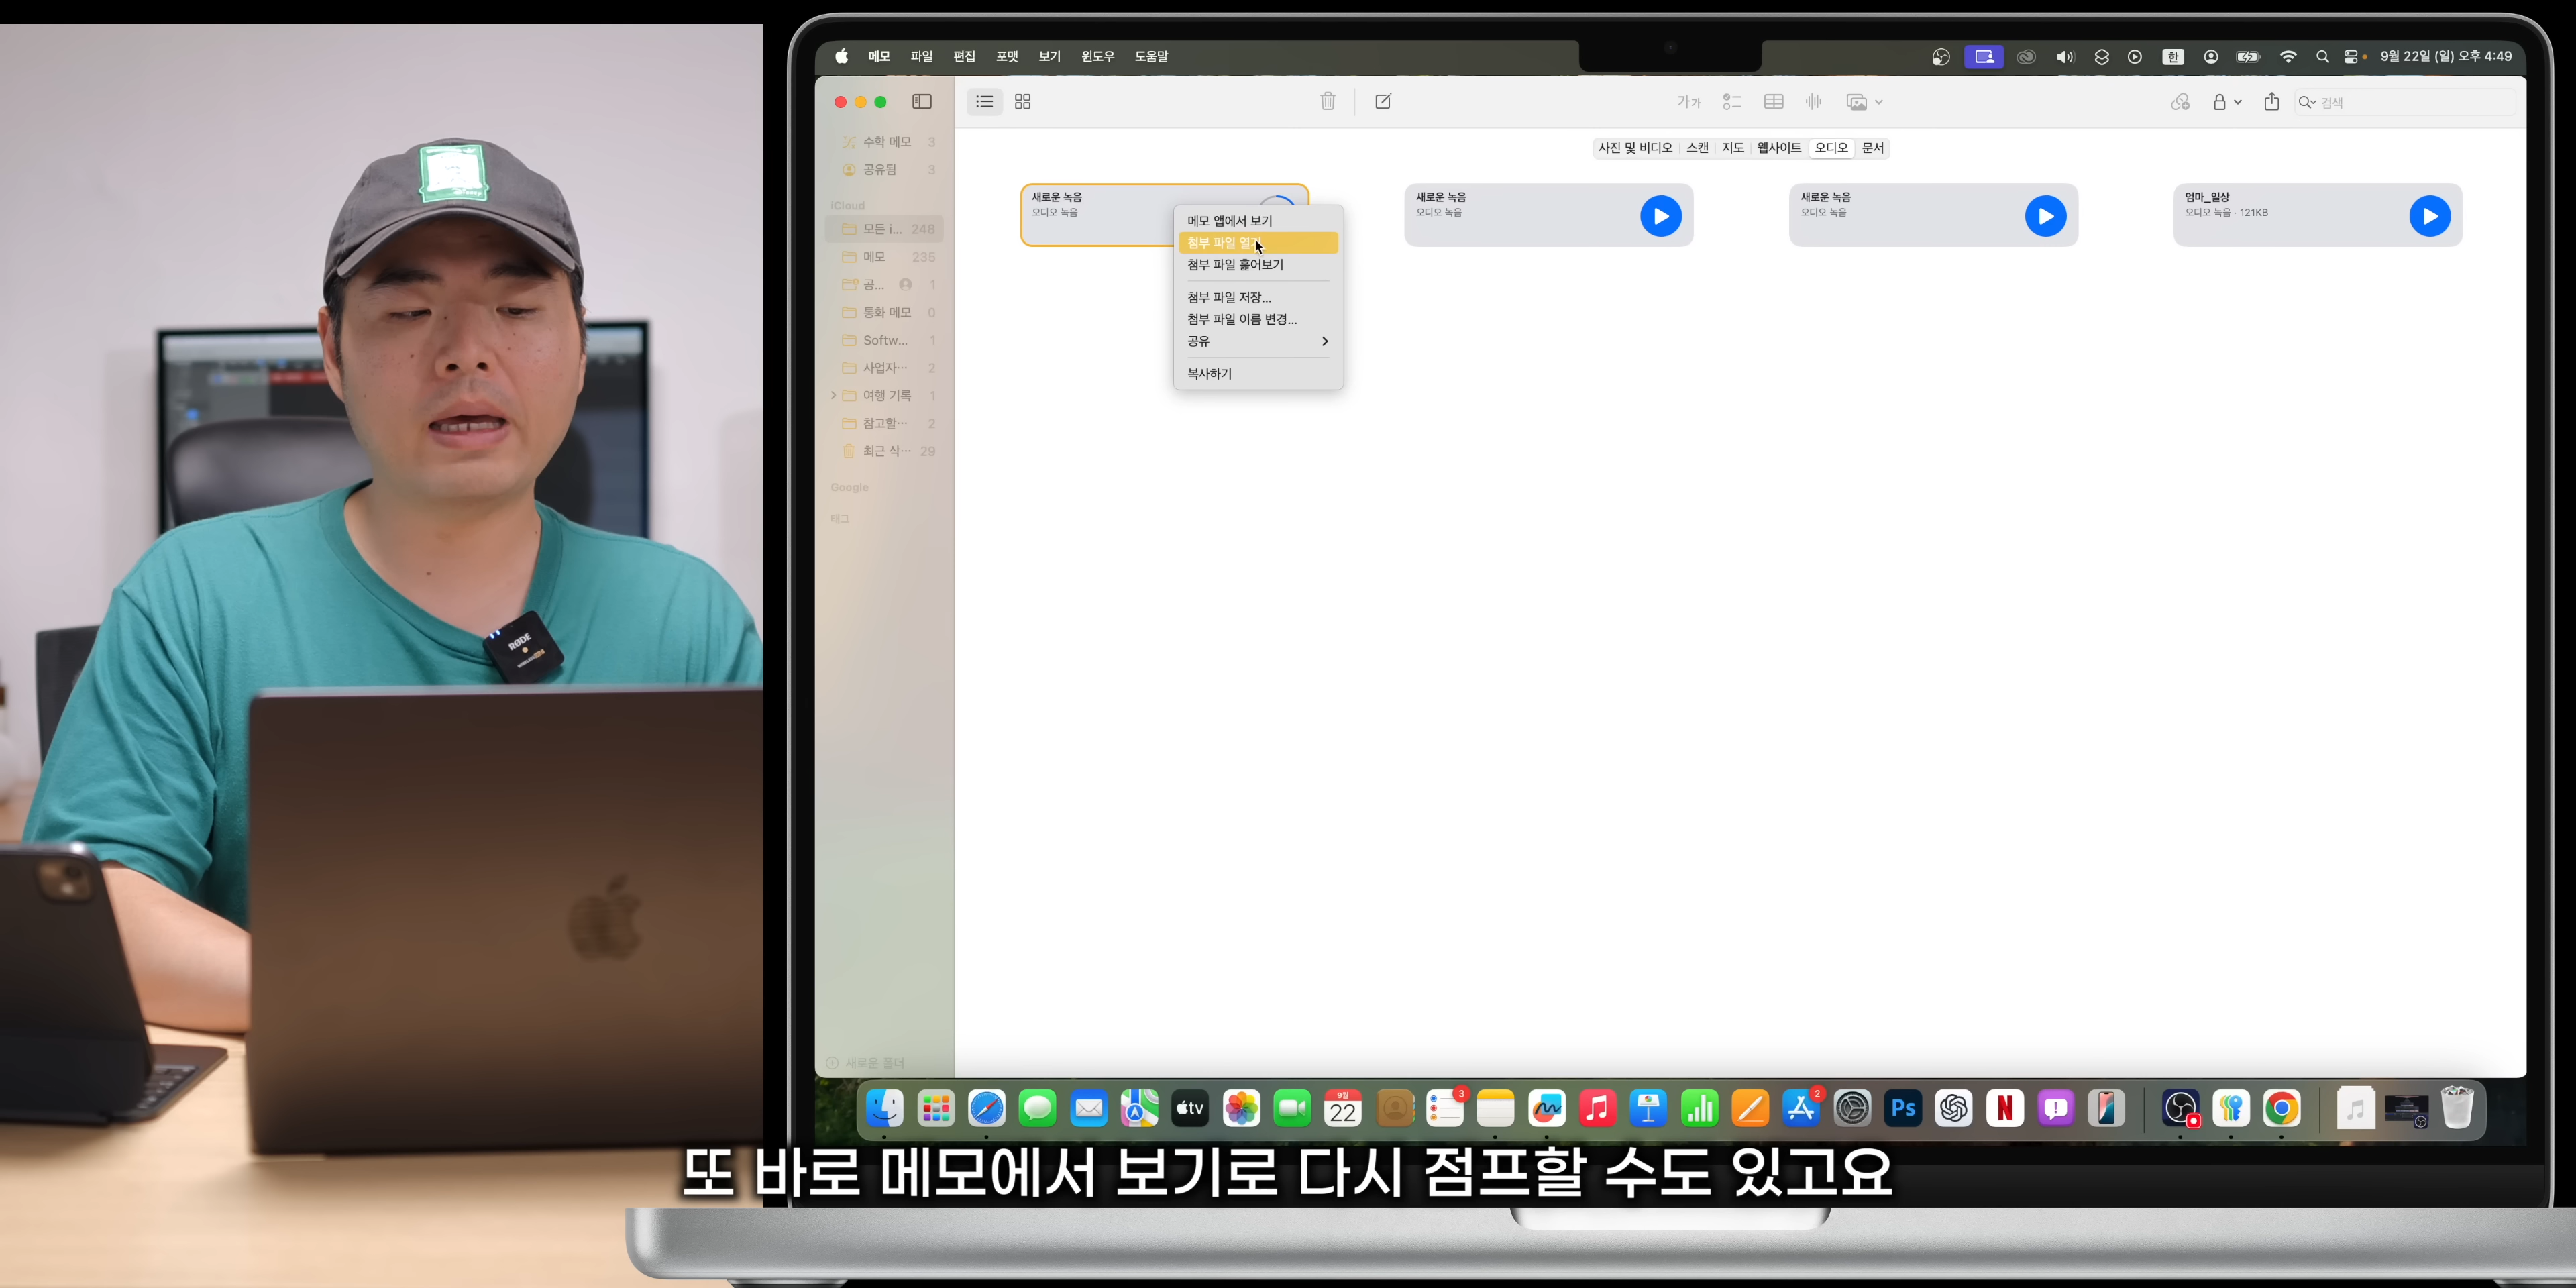 메모 파일 편집 포맷 보기 윈도우 도움말
한
9월 22일 (일) 오후 4:49
가가
검색
수학 메모 3
공유됨 3
iCloud
모든 i... 248
메모 235
공... 1
통화 메모 0
Softw... 1
사업자... 2
여행 기록 1
참고할... 2
최근 삭... 29
Google
태그
새로운 폴더
사진 및 비디오 스캔 지도 웹사이트 오디오 문서
새로운 녹음
오디오 녹음
새로운 녹음
오디오 녹음
새로운 녹음
오디오 녹음
엄마_일상
오디오 녹음 · 121KB
메모 앱에서 보기
첨부 파일 열기
첨부 파일 훑어보기
첨부 파일 저장...
첨부 파일 이름 변경...
공유
복사하기
RØDE
tv
9월
22
3
2
Ps
N
또 바로 메모에서 보기로 다시 점프할 수도 있고요